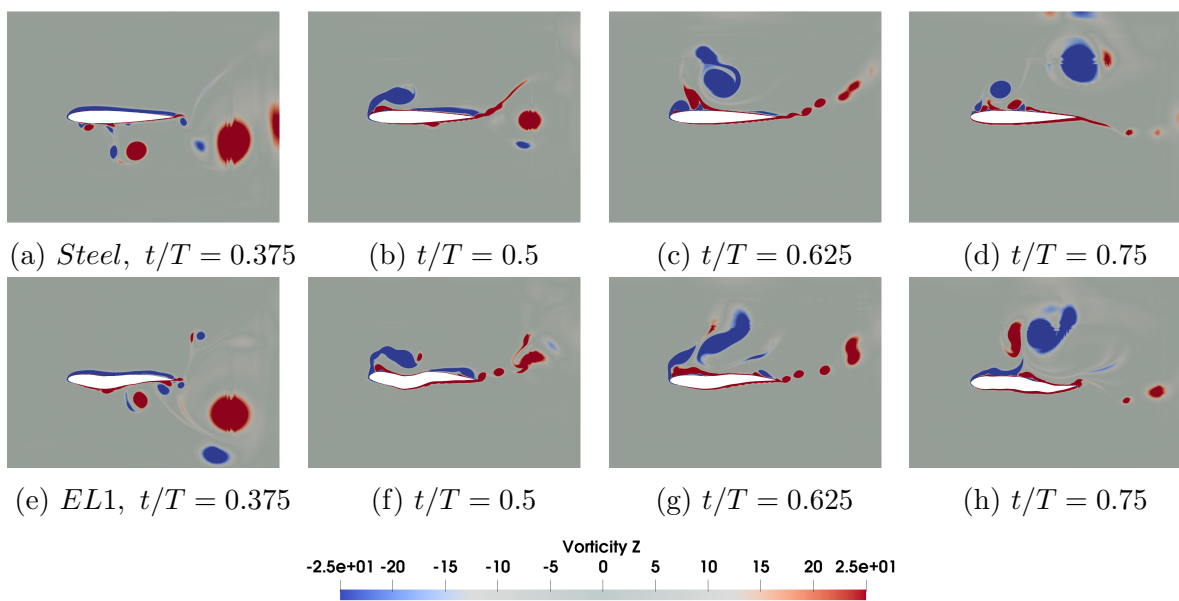 (a) Steel, t/T = 0.375 (b) t/T = 0.5 (c) t/T = 0.625 (d) t/T = 0.75
(e) EL1, t/T = 0.375 (f) t/T = 0.5 (g) t/T = 0.625 (h) t/T = 0.75
Vorticity Z
-2.5e+01 -20 -15 -10 -5 0 5 10 15 20 2.5e+01